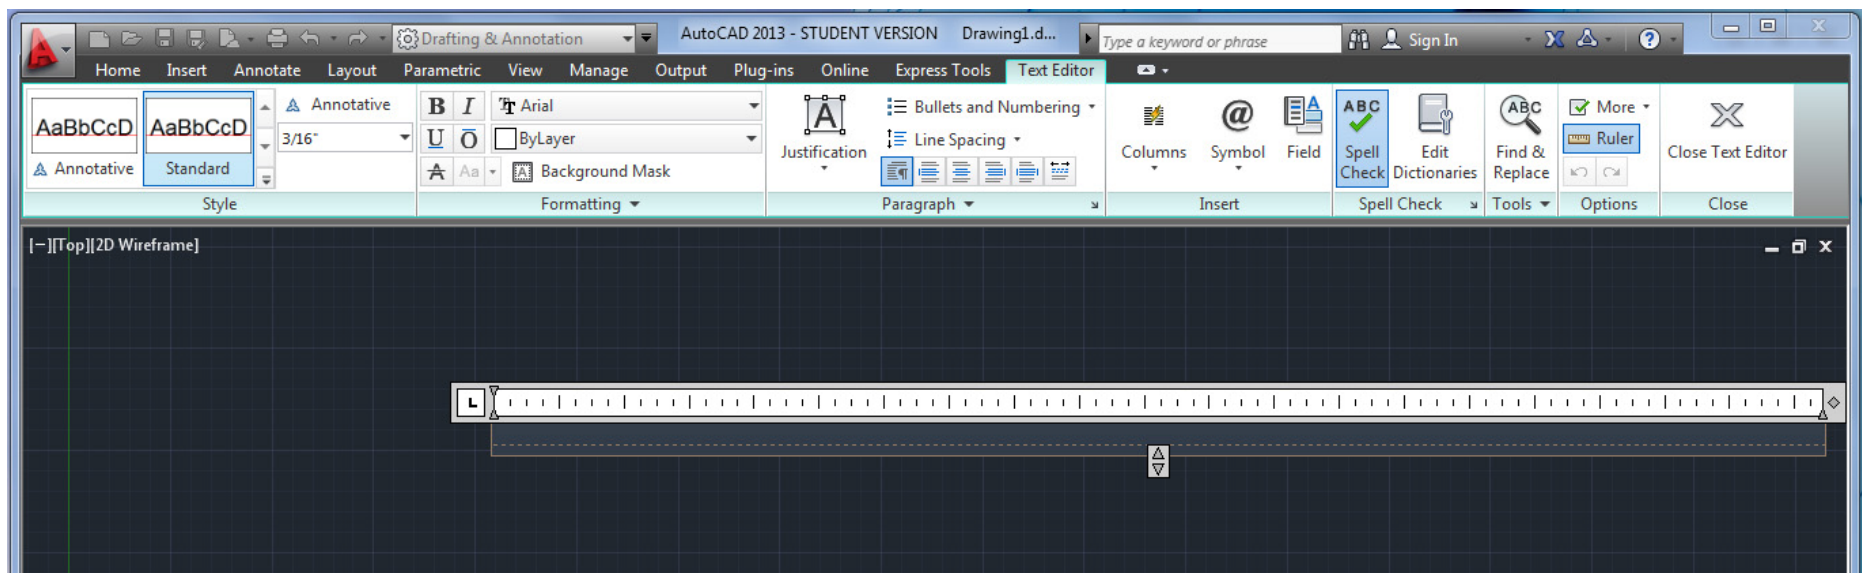 Drafting & Annotation AutoCAD 2013 - STUDENT VERSION Drawing1.d... Type a keyword or phrase Sign In ?
Home Insert Annotate Layout Parametric View Manage Output Plug-ins Online Express Tools Text Editor
AaBbCcD AaBbCcD Annotative B I Arial A Bullets and Numbering @ A ABC ABC More
3/16" U O ByLayer Line Spacing Ruler
Justification Columns Symbol Field Spell Edit Find & Close Text Editor
Annotative Standard A Aa A Background Mask Check Dictionaries Replace
Style Formatting Paragraph Insert Spell Check Tools Options Close
[−][Top][2D Wireframe]
L